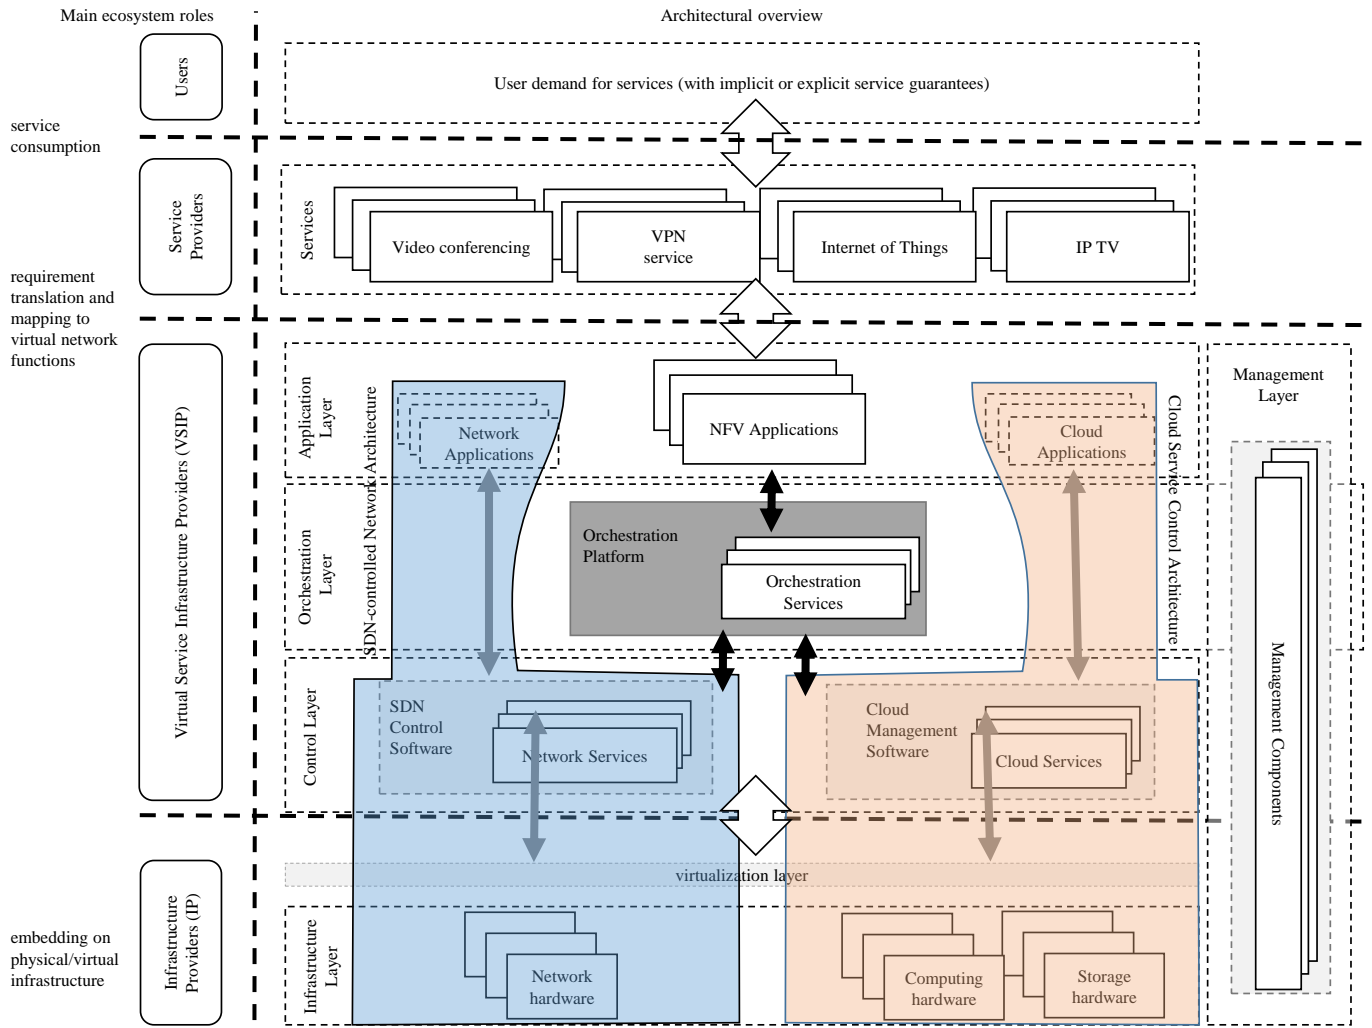 Main ecosystem roles
Architectural overview
Users
User demand for services (with implicit or explicit service guarantees)
service
consumption
Service
Providers
Services
Video conferencing
VPN
service
Internet of Things
IP TV
requirement
translation and
mapping to
virtual network
functions
Virtual Service Infrastructure Providers (VSIP)
Application
Layer
SDN-controlled Network Architecture
Network
Applications
NFV Applications
Cloud
Applications
Cloud Service Control Architecture
Management
Layer
Orchestration
Layer
Orchestration
Platform
Orchestration
Services
Management Components
Control Layer
SDN
Control
Software
Network Services
Cloud
Management
Software
Cloud Services
virtualization layer
embedding on
physical/virtual
infrastructure
Infrastructure
Providers (IP)
Infrastructure
Layer
Network
hardware
Computing
hardware
Storage
hardware